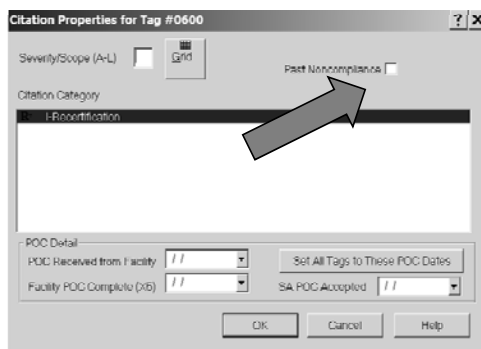 Citation Properties for Tag #0600
? X
Severity/Scope (A-L) Grid
Past Noncompliance
Citation Category
I-Recertification
POC Detail
POC Received from Facility / / Set All Tags to These POC Dates
Facility POC Complete (X5) / / SA POC Accepted / /
OK Cancel Help